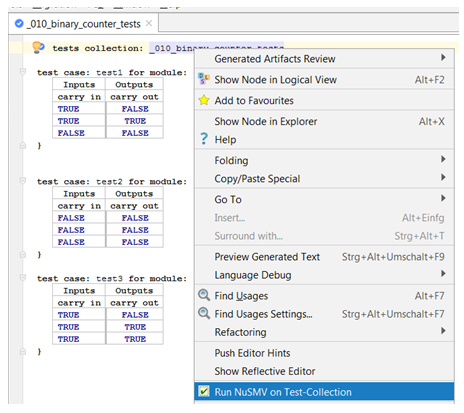 _010_binary_counter_tests
tests collection: _010_binary_counter_tests
test case: test1 for module:
Inputs Outputs
carry in carry out
TRUE FALSE
TRUE TRUE
FALSE FALSE
}
test case: test2 for module:
Inputs Outputs
carry in carry out
FALSE FALSE
FALSE FALSE
FALSE FALSE
}
test case: test3 for module:
Inputs Outputs
carry in carry out
TRUE FALSE
TRUE TRUE
TRUE TRUE
}
Generated Artifacts Review
Show Node in Logical View Alt+F2
Add to Favourites
Show Node in Explorer Alt+X
Help
Folding
Copy/Paste Special
Go To
Insert... Alt+Einfg
Surround with... Strg+Alt+T
Preview Generated Text Strg+Alt+Umschalt+F9
Language Debug
Find Usages Alt+F7
Find Usages Settings... Strg+Alt+Umschalt+F7
Refactoring
Push Editor Hints
Show Reflective Editor
Run NuSMV on Test-Collection